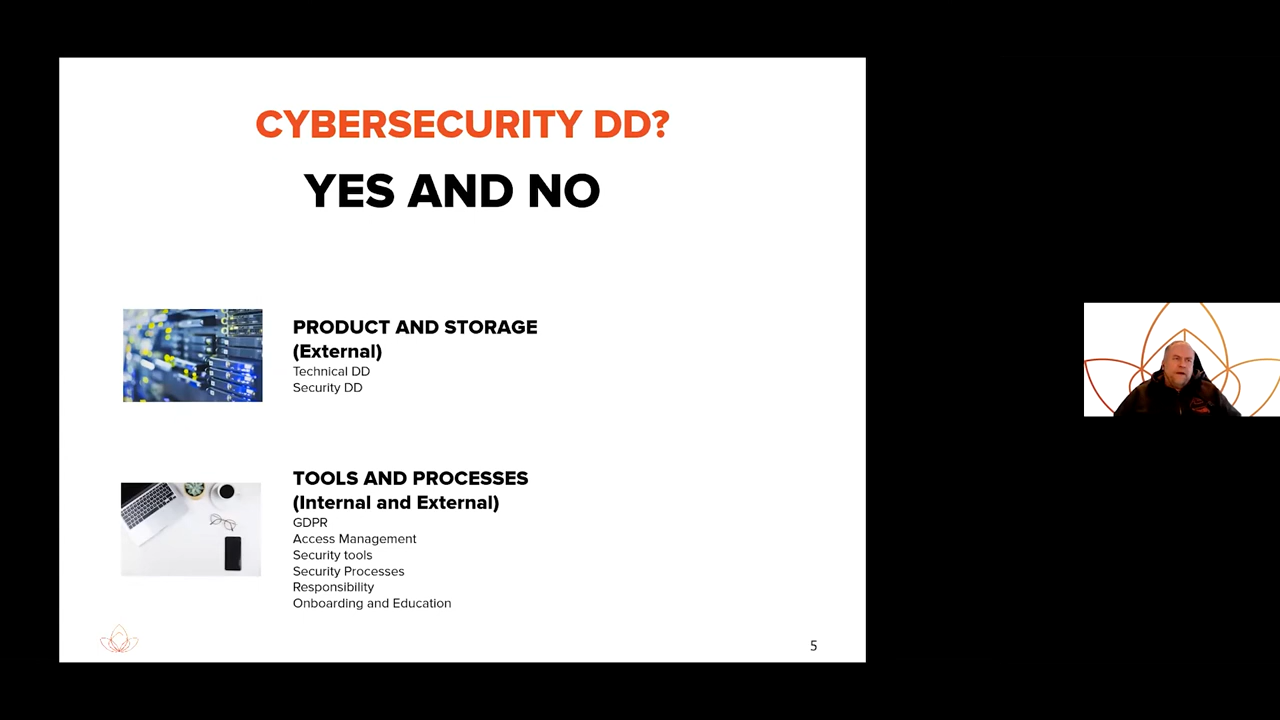 CYBERSECURITY DD?
YES AND NO
PRODUCT AND STORAGE
(External)
Technical DD
Security DD
TOOLS AND PROCESSES
(Internal and External)
GDPR
Access Management
Security tools
Security Processes
Responsibility
Onboarding and Education
5